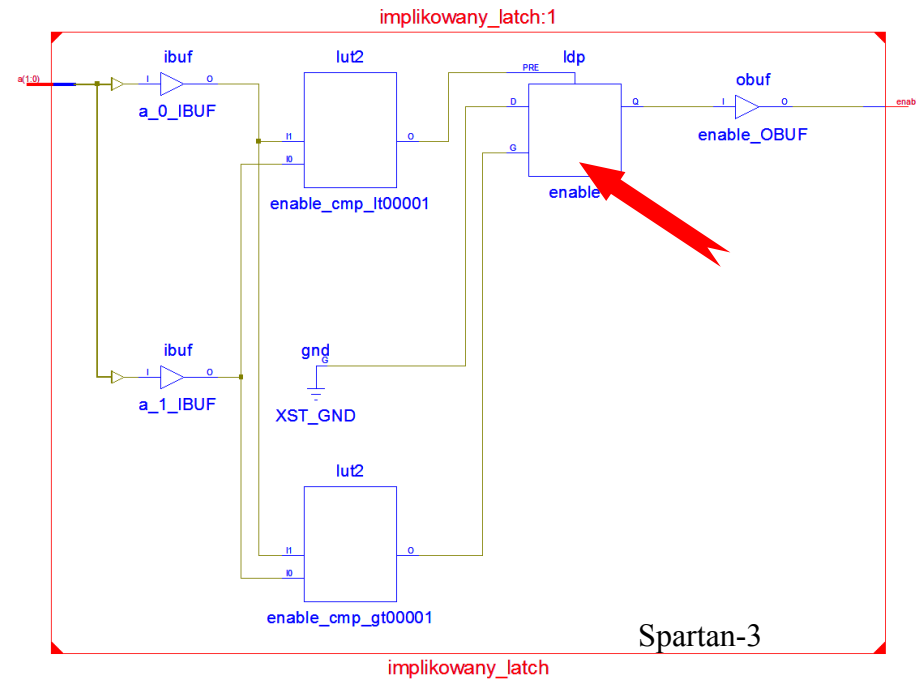 implikowany_latch:1
a(1:0)
ibuf
I
O
a_0_IBUF
lut2
I1
I0
O
enable_cmp_lt00001
ldp
PRE
D
G
Q
enable
obuf
I
O
enable_OBUF
enab
ibuf
I
O
a_1_IBUF
gnd
G
XST_GND
lut2
I1
I0
O
enable_cmp_gt00001
Spartan-3
implikowany_latch